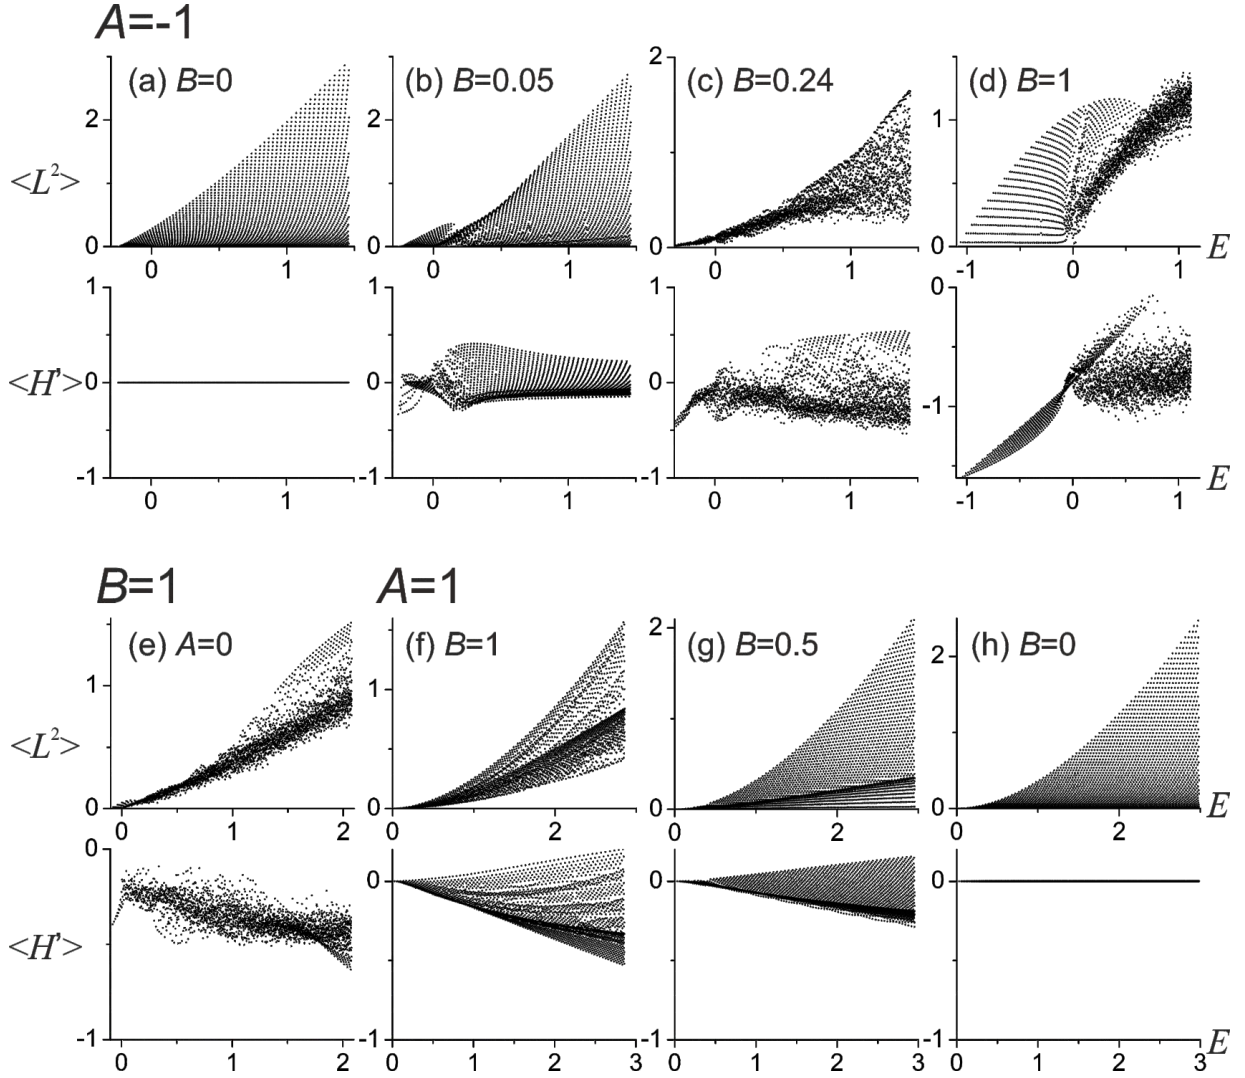 A=-1
(a) B=0 (b) B=0.05 (c) B=0.24 (d) B=1
<L²>
2 0 0 1
2 0 0 1
2 1 0 0 1
1 0 -1 0 1 E
<H'>
1 0 -1 0 1
1 0 -1 0 1
1 0 -1 0 1
0 -1 -1 0 1 E
B=1 A=1
(e) A=0 (f) B=1 (g) B=0.5 (h) B=0
<L²>
1 0 0 1 2
1 0 0 2
2 1 0 0 2
2 0 0 2 E
<H'>
0 -1 0 1 2
0 -1 0 1 2 3
0 -1 0 1 2 3
0 -1 0 1 2 3 E